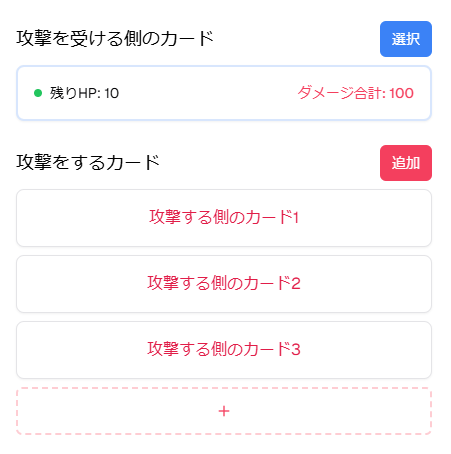 攻撃を受ける側のカード
選択
残りHP: 10
ダメージ合計: 100
攻撃をするカード
追加
攻撃する側のカード1
攻撃する側のカード2
攻撃する側のカード3
+